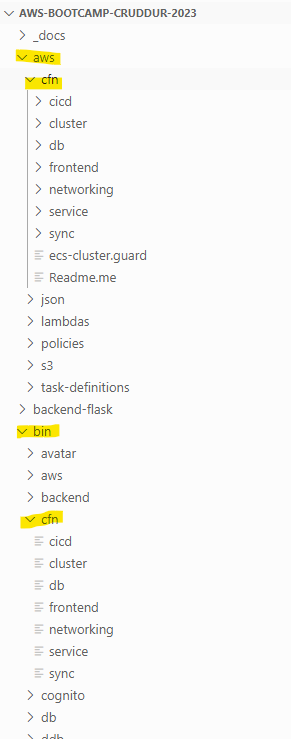 AWS-BOOTCAMP-CRUDDUR-2023
_docs
aws
cfn
cicd
cluster
db
frontend
networking
service
sync
ecs-cluster.guard
Readme.me
json
lambdas
policies
s3
task-definitions
backend-flask
bin
avatar
aws
backend
cfn
cicd
cluster
db
frontend
networking
service
sync
cognito
db
ddb